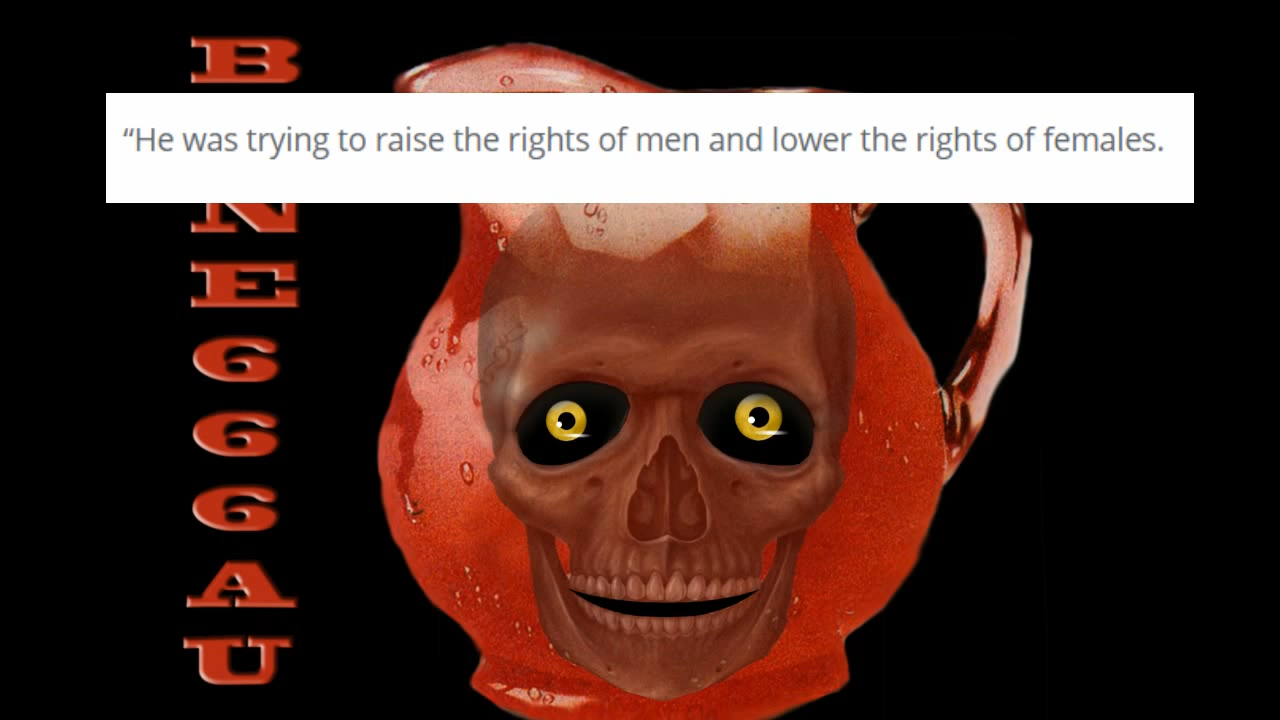 “He was trying to raise the rights of men and lower the rights of females.
B NE666AU